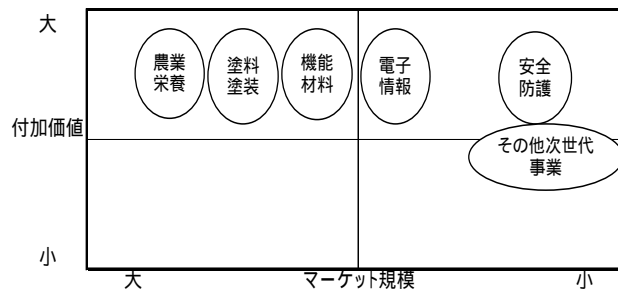 大
農業
栄養
塗料
塗装
機能
材料
電子
情報
安全
防護
付加価値
その他次世代
事業
小
大
マーケット規模
小